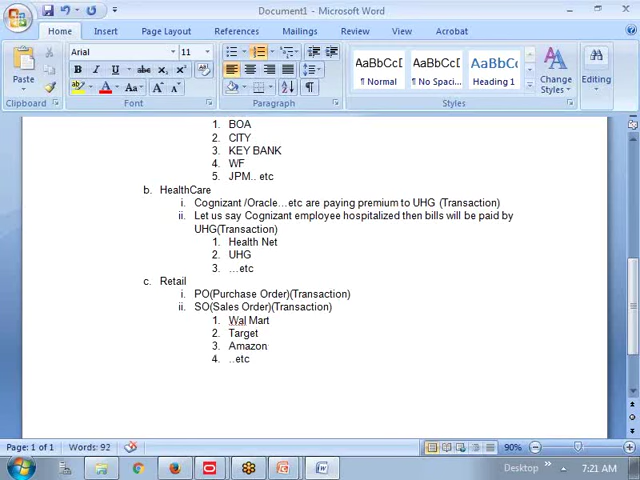 Document1 - Microsoft Word
Home Insert Page Layout References Mailings Review View Acrobat
Arial 11 AaBbCcDd AaBbCcDd AaBbCc
Paste ¶ Normal ¶ No Spaci... Heading 1 Change Styles Editing
Clipboard Font Paragraph Styles
1. BOA
2. CITY
3. KEY BANK
4. WF
5. JPM.. etc
b. HealthCare
i. Cognizant /Oracle...etc are paying premium to UHG (Transaction)
ii. Let us say Cognizant employee hospitalized then bills will be paid by
UHG(Transaction)
1. Health Net
2. UHG
3. ...etc
c. Retail
i. PO(Purchase Order)(Transaction)
ii. SO(Sales Order)(Transaction)
1. Wal Mart
2. Target
3. Amazon
4. ..etc
Page: 1 of 1 Words: 92 90%
Desktop 7:21 AM